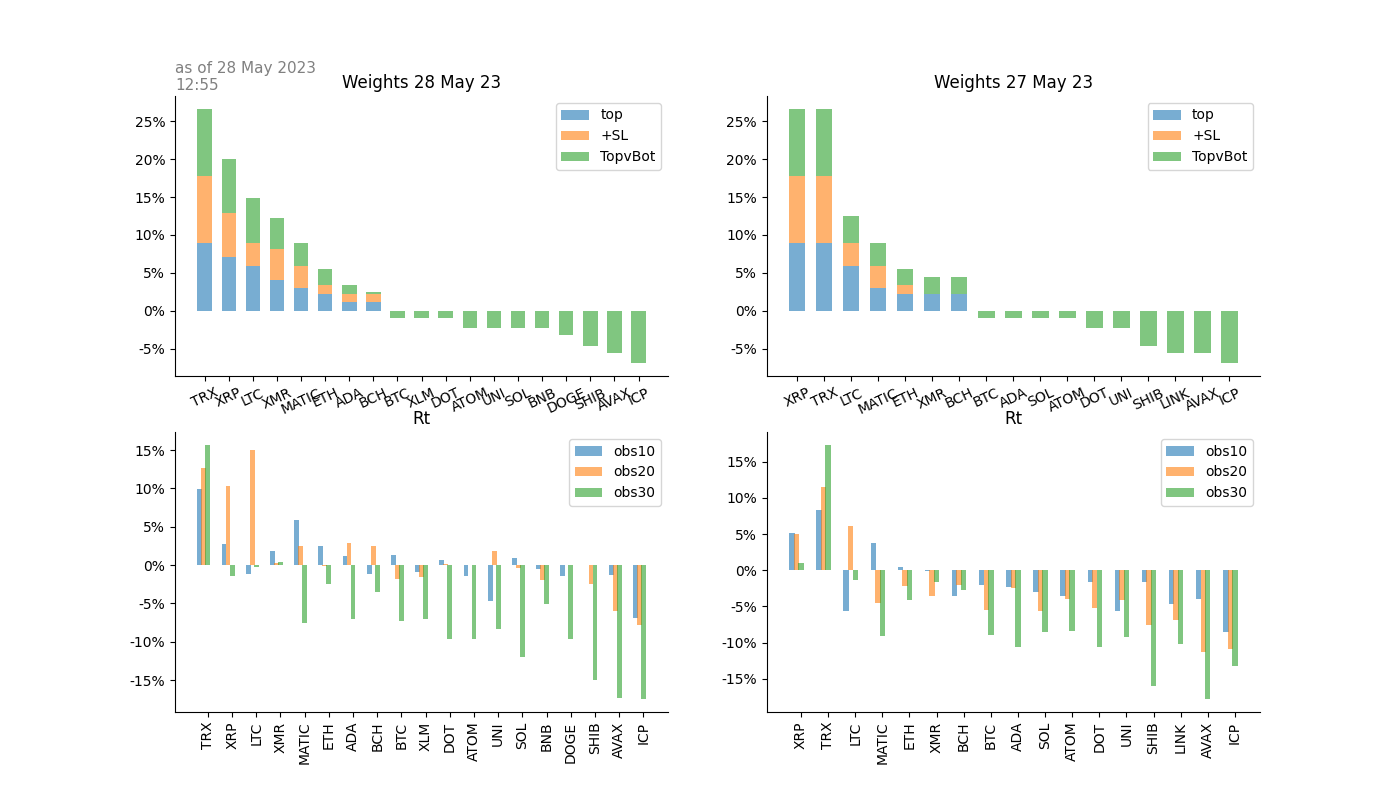 as of 28 May 2023
12:55
Weights 28 May 23
25%
20%
15%
10%
5%
0%
-5%
top
+SL
TopvBot
TRX XRP LTC XMR MATIC ETH ADA BCH BTC XLM DOT ATOM UNI SOL BNB DOGE SHIB AVAX ICP
Weights 27 May 23
25%
20%
15%
10%
5%
0%
-5%
top
+SL
TopvBot
XRP TRX LTC MATIC ETH XMR BCH BTC ADA SOL ATOM DOT UNI SHIB LINK AVAX ICP
Rt
15%
10%
5%
0%
-5%
-10%
-15%
obs10
obs20
obs30
TRX XRP LTC XMR MATIC ETH ADA BCH BTC XLM DOT ATOM UNI SOL BNB DOGE SHIB AVAX ICP
Rt
15%
10%
5%
0%
-5%
-10%
-15%
obs10
obs20
obs30
XRP TRX LTC MATIC ETH XMR BCH BTC ADA SOL ATOM DOT UNI SHIB LINK AVAX ICP